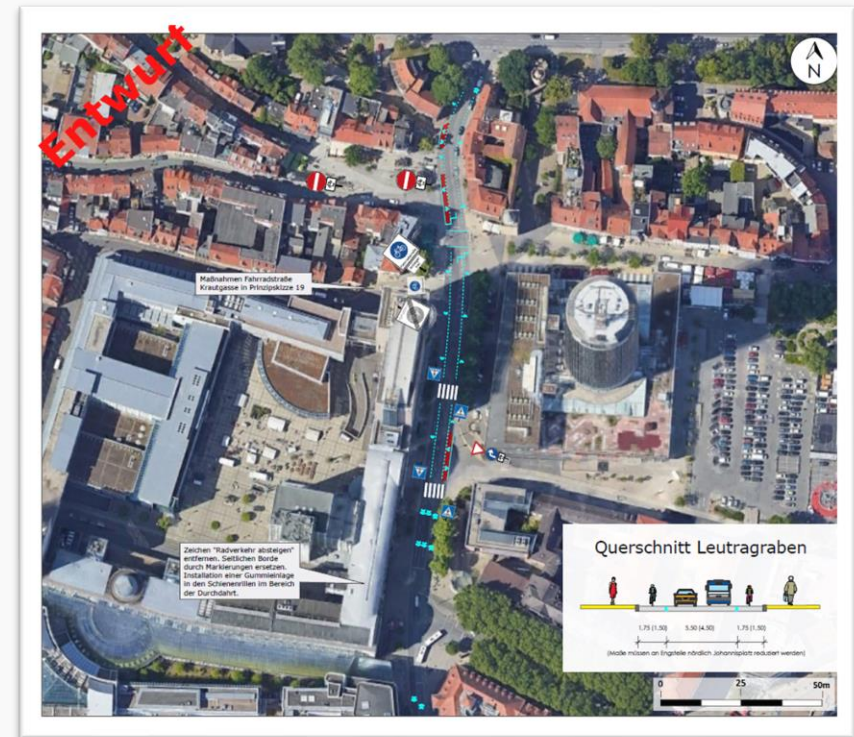 Entwurf
N
Maßnahmen Fahrradstraße
Krautgasse in Prinzipskizze 19
Zeichen "Radverkehr absteigen"
entfernen. Seitlichen Borde
durch Markierungen ersetzen.
Installation einer Gummieinlage
in den Schienenrillen im Bereich
der Durchdahrt.
Querschnitt Leutragraben
1.75 (1.50) 5.50 (4.50) 1.75 (1.50)
(Maße müssen an Engstelle nördlich Johannisplatz reduziert werden)
0 25 50m